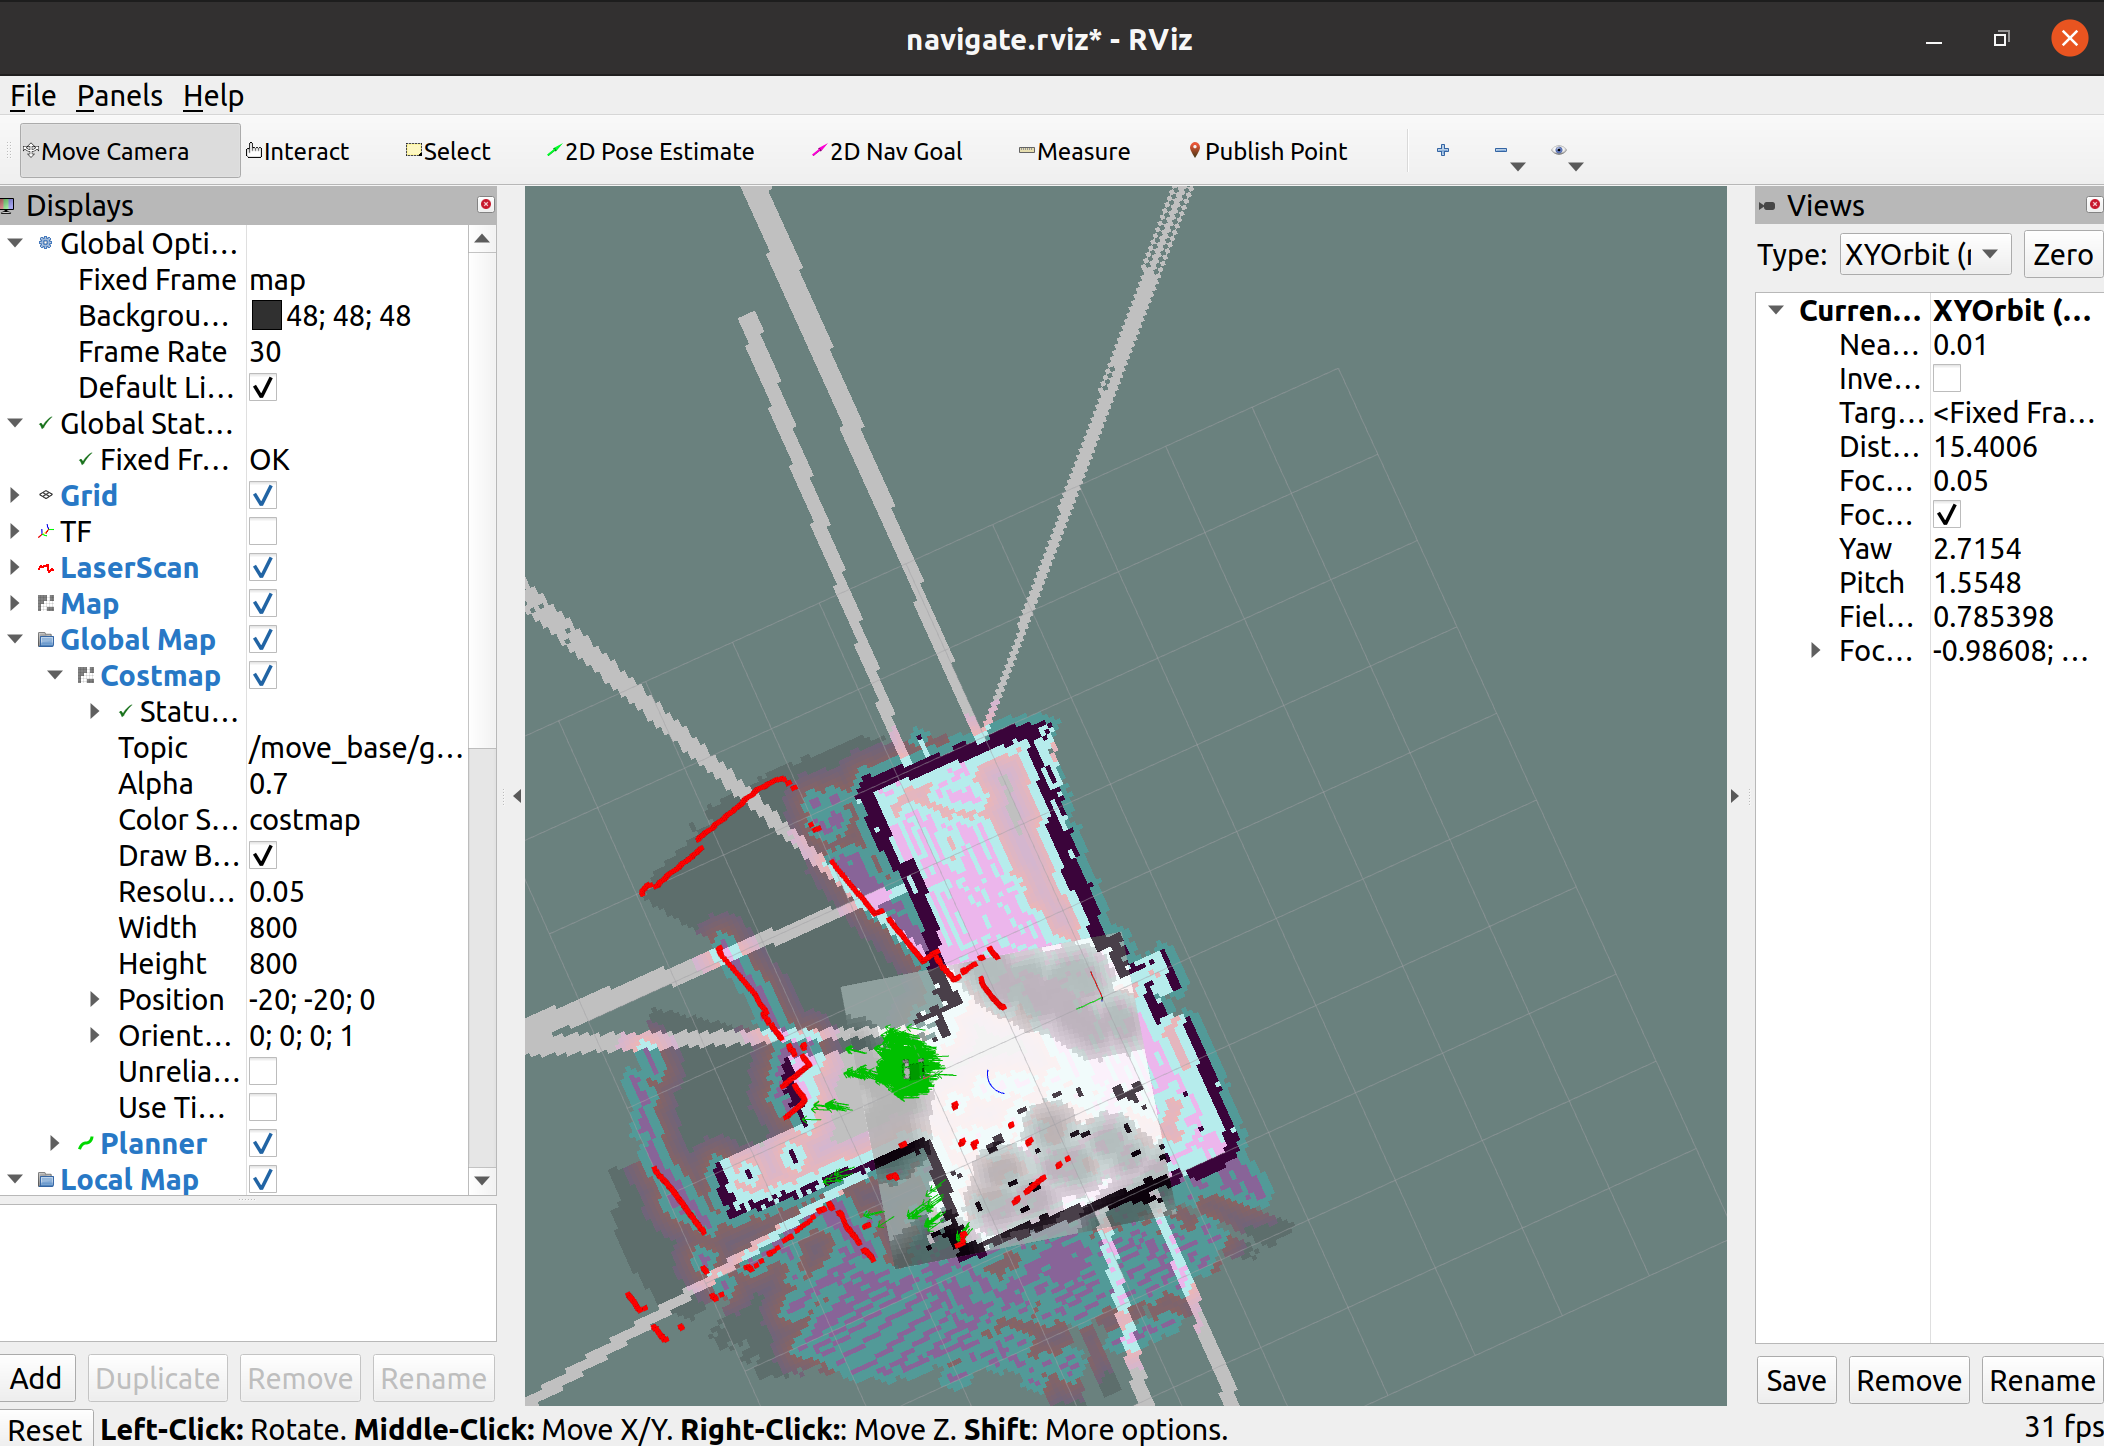 navigate.rviz* - RViz
File Panels Help
Move Camera Interact Select 2D Pose Estimate 2D Nav Goal Measure Publish Point
Displays
Global Opti...
Fixed Frame map
Backgrou... 48; 48; 48
Frame Rate 30
Default Li...
Global Stat...
Fixed Fr... OK
Grid
TF
LaserScan
Map
Global Map
Costmap
Statu...
Topic /move_base/g...
Alpha 0.7
Color S... costmap
Draw B...
Resolu... 0.05
Width 800
Height 800
Position -20; -20; 0
Orient... 0; 0; 0; 1
Unrelia...
Use Ti...
Planner
Local Map
Add Duplicate Remove Rename
Reset Left-Click: Rotate. Middle-Click: Move X/Y. Right-Click:: Move Z. Shift: More options.
Views
Type: XYOrbit (r Zero
Curren... XYOrbit (...
Nea... 0.01
Inve...
Targ... <Fixed Fra...
Dist... 15.4006
Foc... 0.05
Foc...
Yaw 2.7154
Pitch 1.5548
Fiel... 0.785398
Foc... -0.98608; ...
Save Remove Rename
31 fps